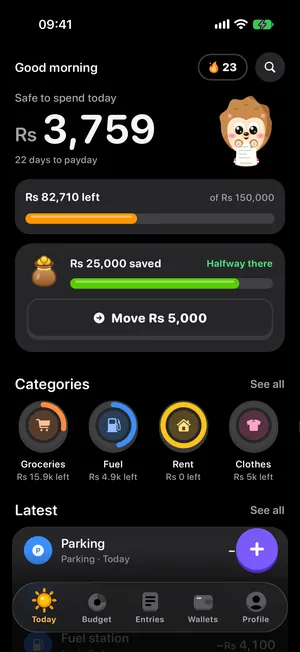 09:41
Good morning
23
Safe to spend today
Rs 3,759
22 days to payday
Rs 82,710 left
of Rs 150,000
Rs 25,000 saved
Halfway there
Move Rs 5,000
Categories
See all
Groceries
Rs 15.9k left
Fuel
Rs 4.9k left
Rent
Rs 0 left
Clothes
Rs 5k left
Latest
See all
Parking
Parking · Today
Today
Budget
Entries
Wallets
Profile
Fuel station
−Rs 4,100